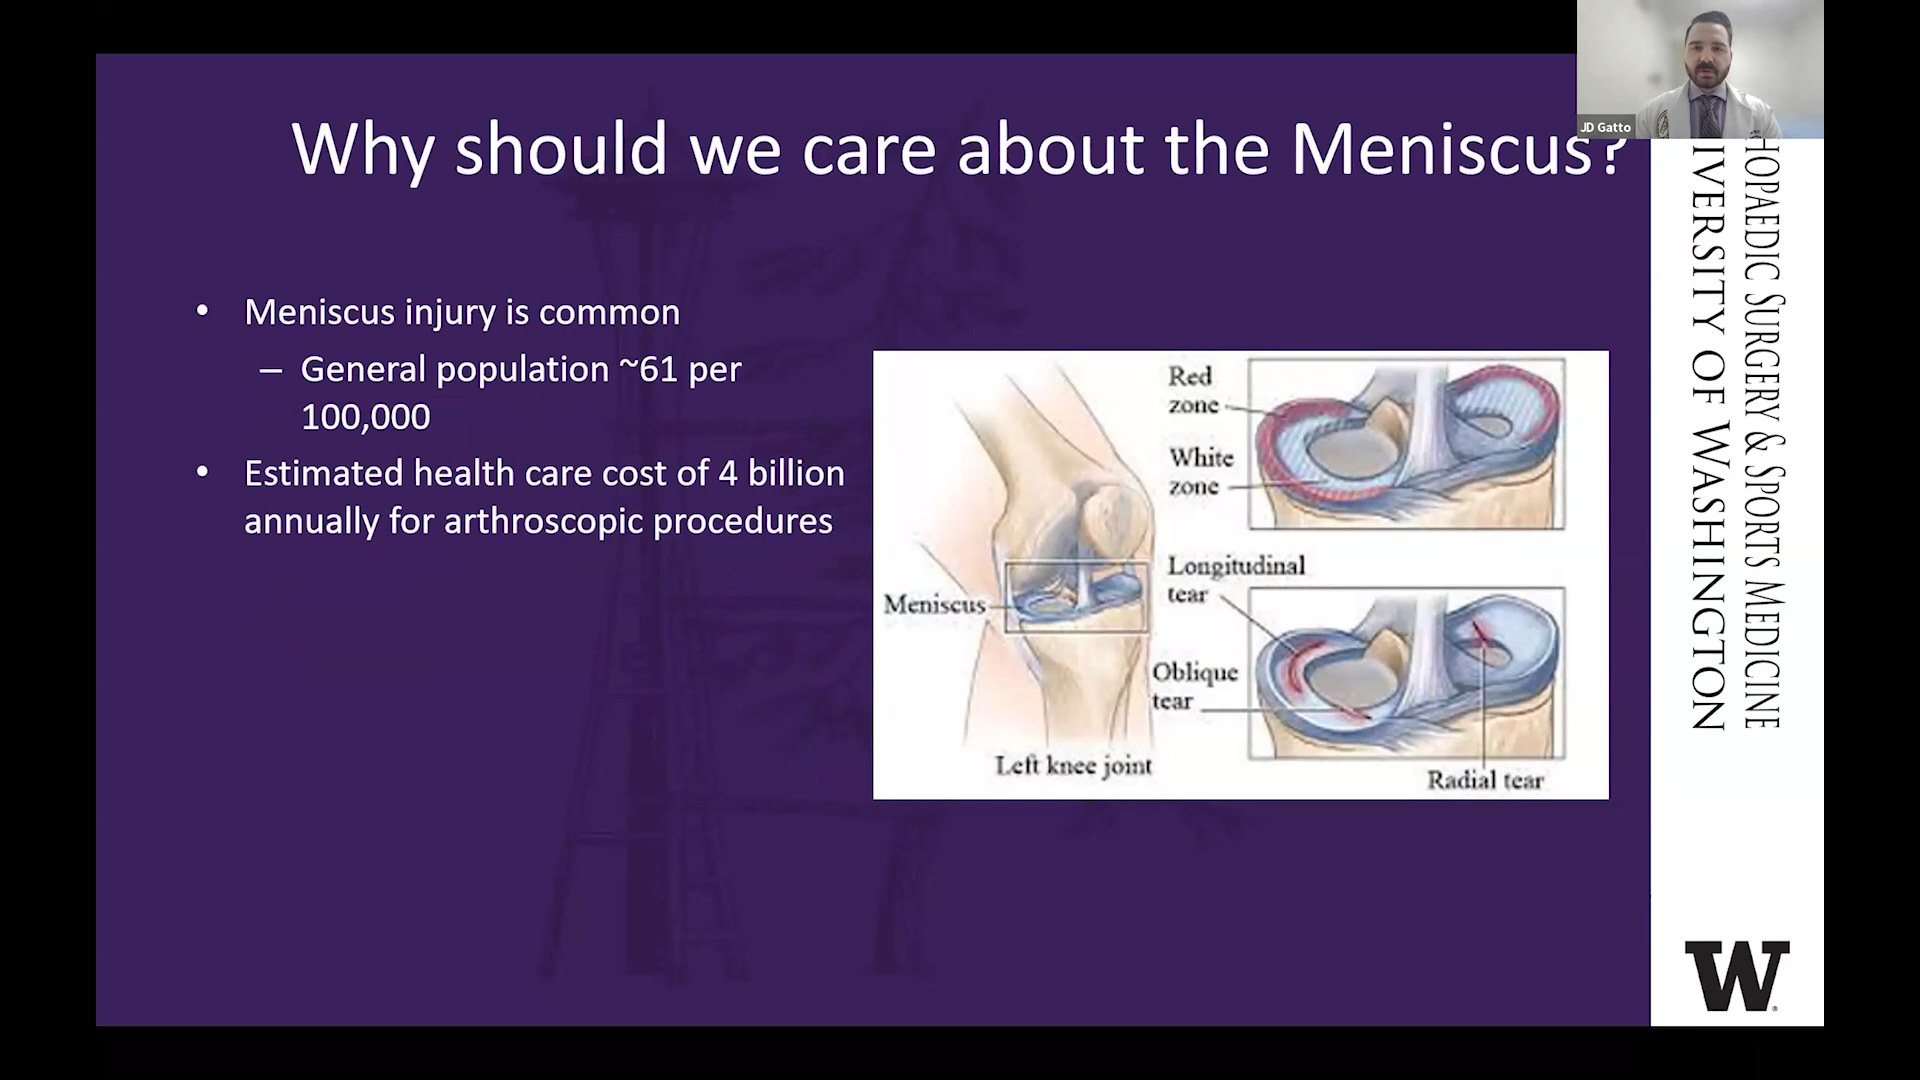 Why should we care about the Meniscus?
JD Gatto
• Meniscus injury is common
– General population ~61 per
100,000
• Estimated health care cost of 4 billion
annually for arthroscopic procedures
Red
zone
White
zone
Longitudinal
tear
Meniscus
Oblique
tear
Left knee joint
Radial tear
HOPAEDIC SURGERY & SPORTS MEDICINE
IVERSITY OF WASHINGTON
W